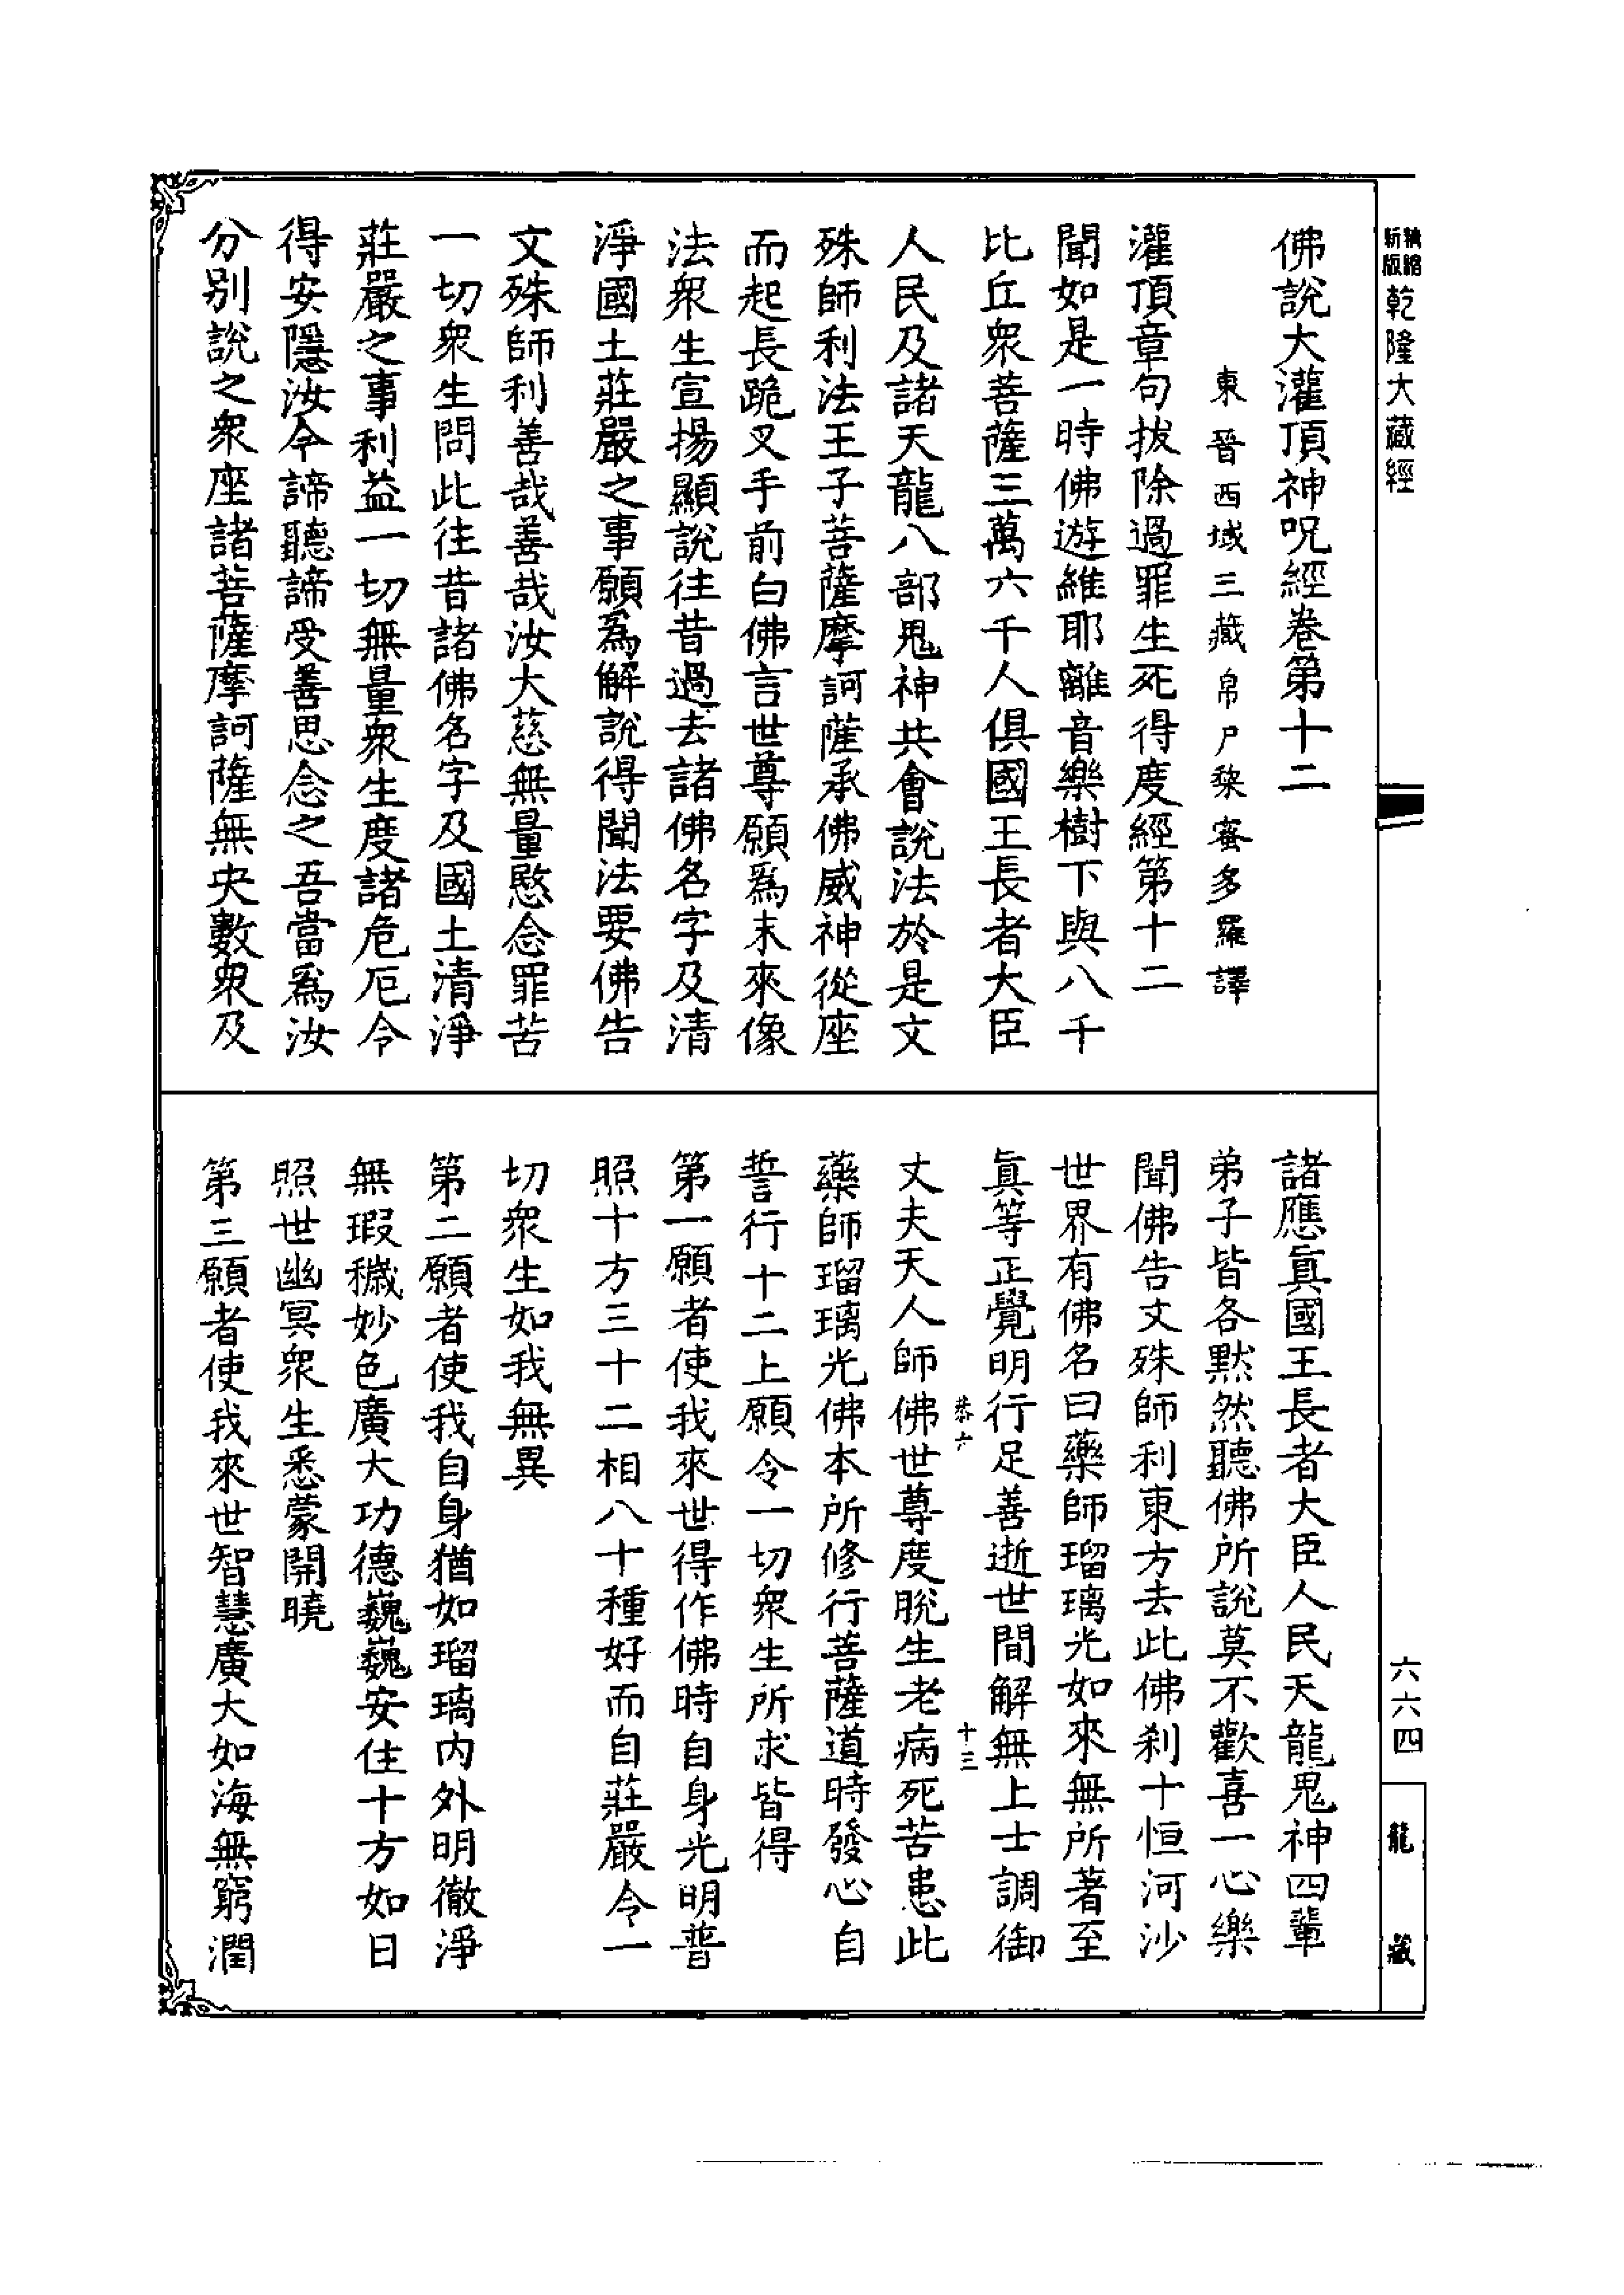 新版精縮乾隆大藏經
六六四
龍藏
佛說大灌頂神呪經卷第十二
東晉西域三藏帛尸黎蜜多羅譯
灌頂章句拔除過罪生死得度經第十二
聞如是一時佛遊維耶離音樂樹下與八千
比丘眾菩薩三萬六千人俱國王長者大臣
人民及諸天龍八部鬼神共會說法於是文
殊師利法王子菩薩摩訶薩承佛威神從座
而起長跪叉手前白佛言世尊願為末來像
法眾生宣揚顯說往昔過去諸佛名字及清
淨國土莊嚴之事願為解說得聞法要佛告
文殊師利善哉善哉汝大慈無量愍念罪苦
一切眾生問此往昔諸佛名字及國土清淨
莊嚴之事利益一切無量眾生度諸危厄令
得安隱汝今諦聽諦受善思念之吾當為汝
分別說之眾座諸菩薩摩訶薩無央數眾及
諸應真國王長者大臣人民天龍鬼神四輩
弟子皆各默然聽佛所說莫不歡喜一心樂
聞佛告文殊師利東方去此佛刹十恒河沙
世界有佛名曰藥師瑠璃光如來無所著至
真等正覺明行足善逝世間解無上士調御
恭六
十三
丈夫天人師佛世尊度脫生老病死苦患此
藥師瑠璃光佛本所修行菩薩道時發心自
誓行十二上願令一切眾生所求皆得
第一願者使我來世得作佛時自身光明普
照十方三十二相八十種好而自莊嚴令一
切眾生如我無異
第二願者使我自身猶如瑠璃內外明徹淨
無瑕穢妙色廣大功德巍巍安住十方如日
照世幽冥眾生悉蒙開曉
第三願者使我來世智慧廣大如海無窮潤